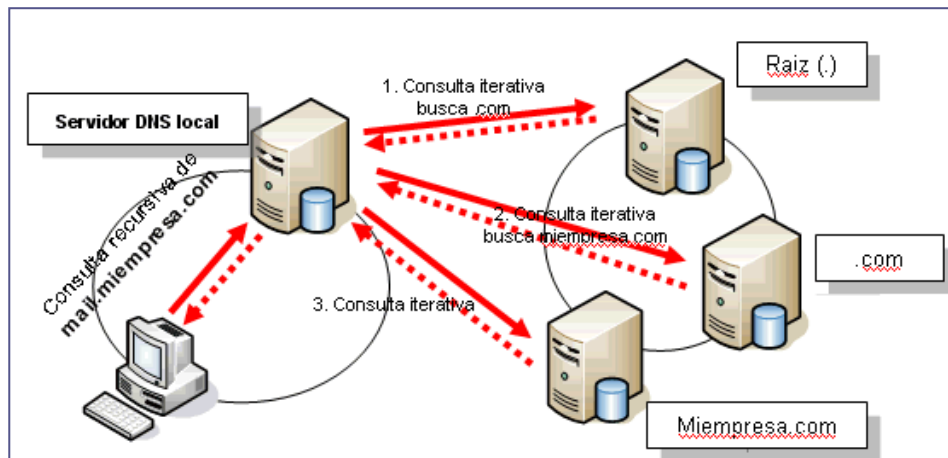 Raiz (.)
1. Consulta iterativa
busca .com
Servidor DNS local
Consulta recursiva de
mail.miempresa.com
2. Consulta iterativa
busca miempresa.com
.com
3. Consulta iterativa
Miempresa.com